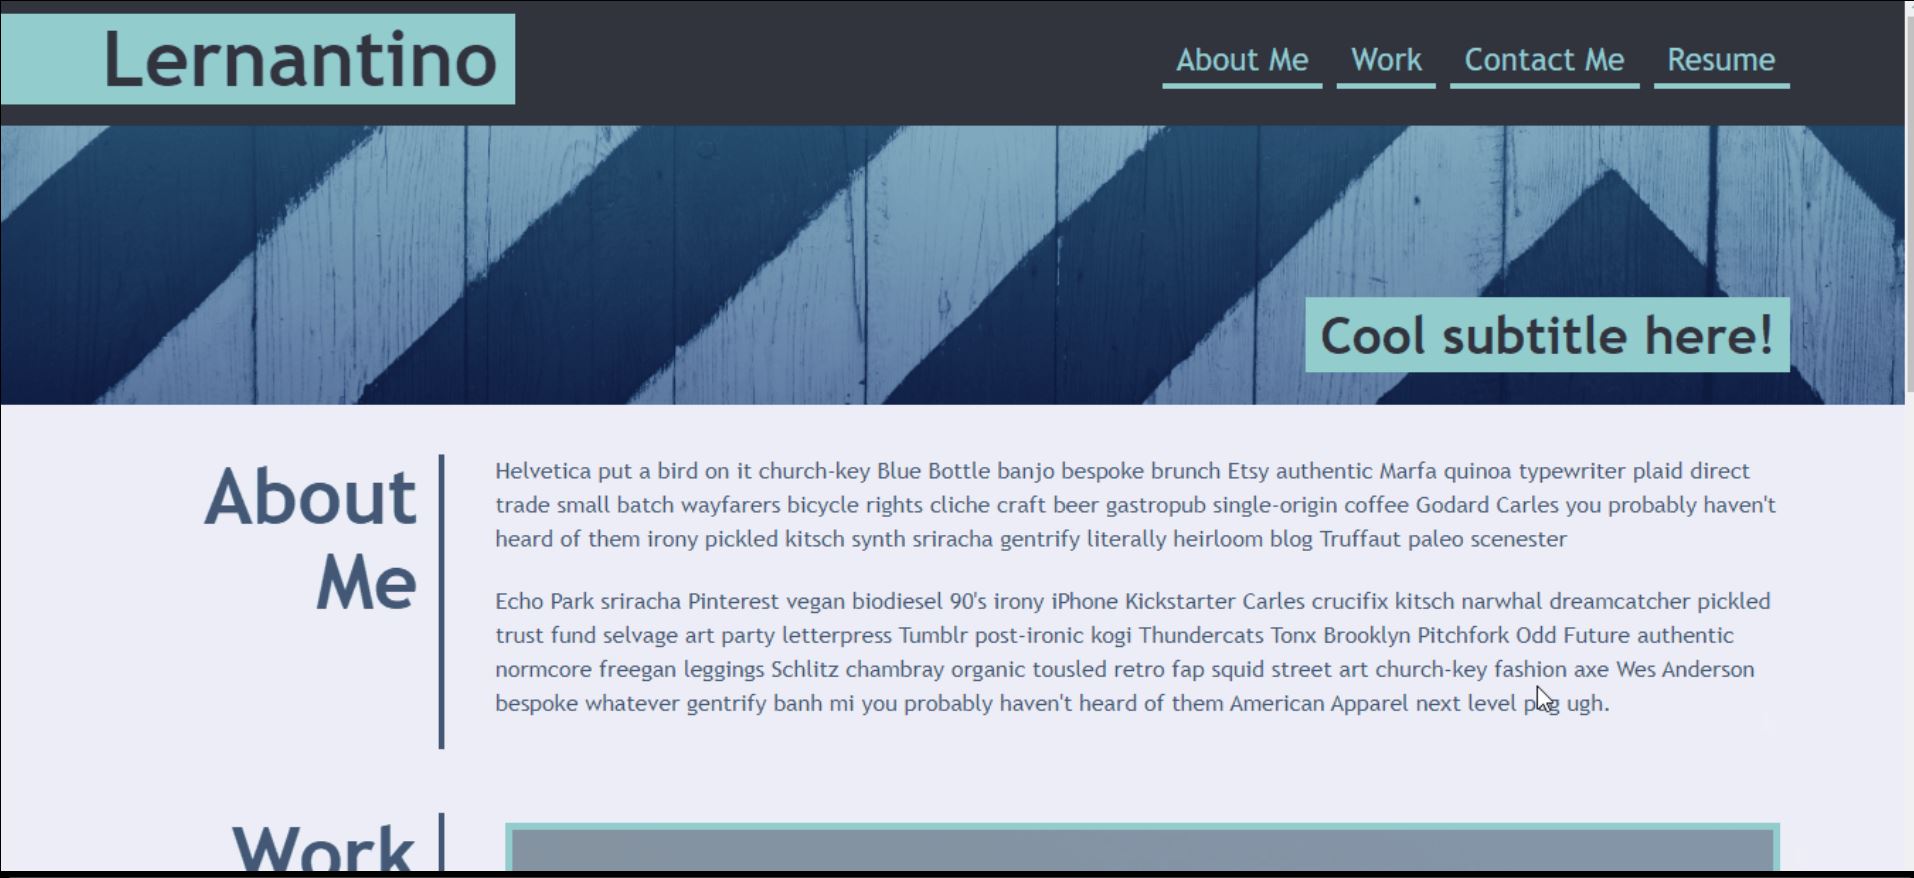 Lernantino
About Me Work Contact Me Resume
Cool subtitle here!
About
Me
Helvetica put a bird on it church-key Blue Bottle banjo bespoke brunch Etsy authentic Marfa quinoa typewriter plaid direct
trade small batch wayfarers bicycle rights cliche craft beer gastropub single-origin coffee Godard Carles you probably haven't
heard of them irony pickled kitsch synth sriracha gentrify literally heirloom blog Truffaut paleo scenester
Echo Park sriracha Pinterest vegan biodiesel 90's irony iPhone Kickstarter Carles crucifix kitsch narwhal dreamcatcher pickled
trust fund selvage art party letterpress Tumblr post-ironic kogi Thundercats Tonx Brooklyn Pitchfork Odd Future authentic
normcore freegan leggings Schlitz chambray organic tousled retro fap squid street art church-key fashion axe Wes Anderson
bespoke whatever gentrify banh mi you probably haven't heard of them American Apparel next level ugh.
Work